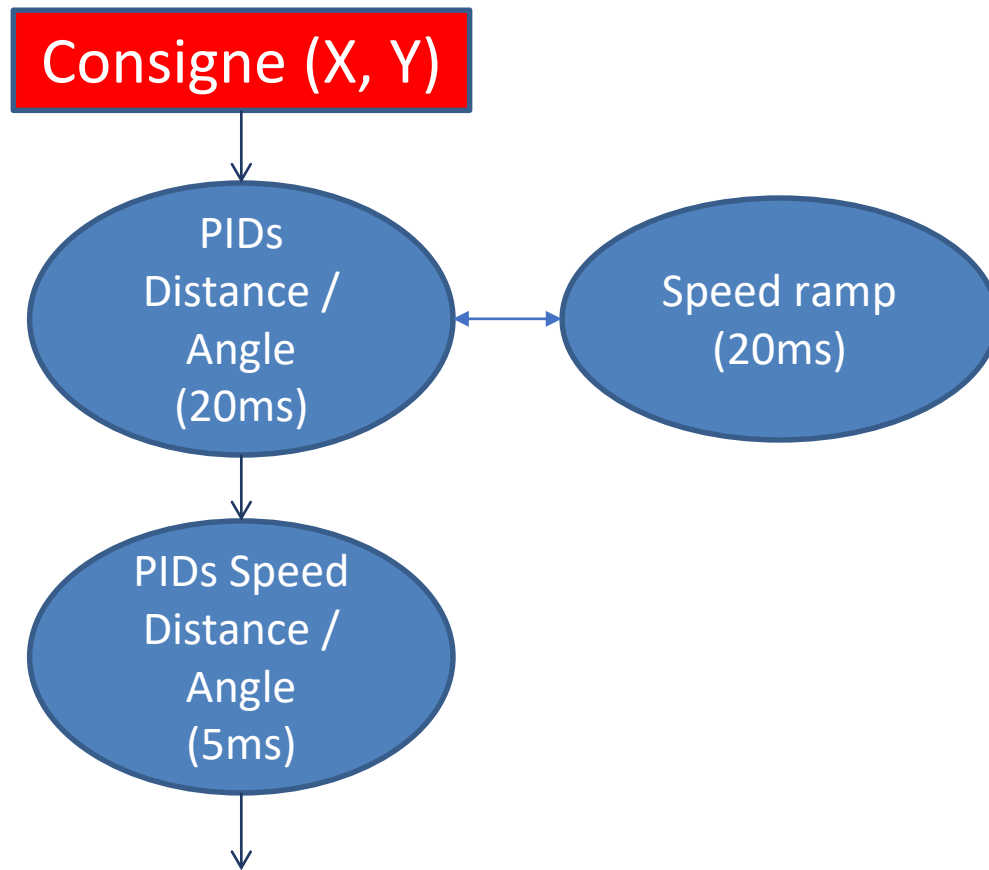 Consigne (X, Y)
PIDs
Distance /
Angle
(20ms)
Speed ramp
(20ms)
PIDs Speed
Distance /
Angle
(5ms)